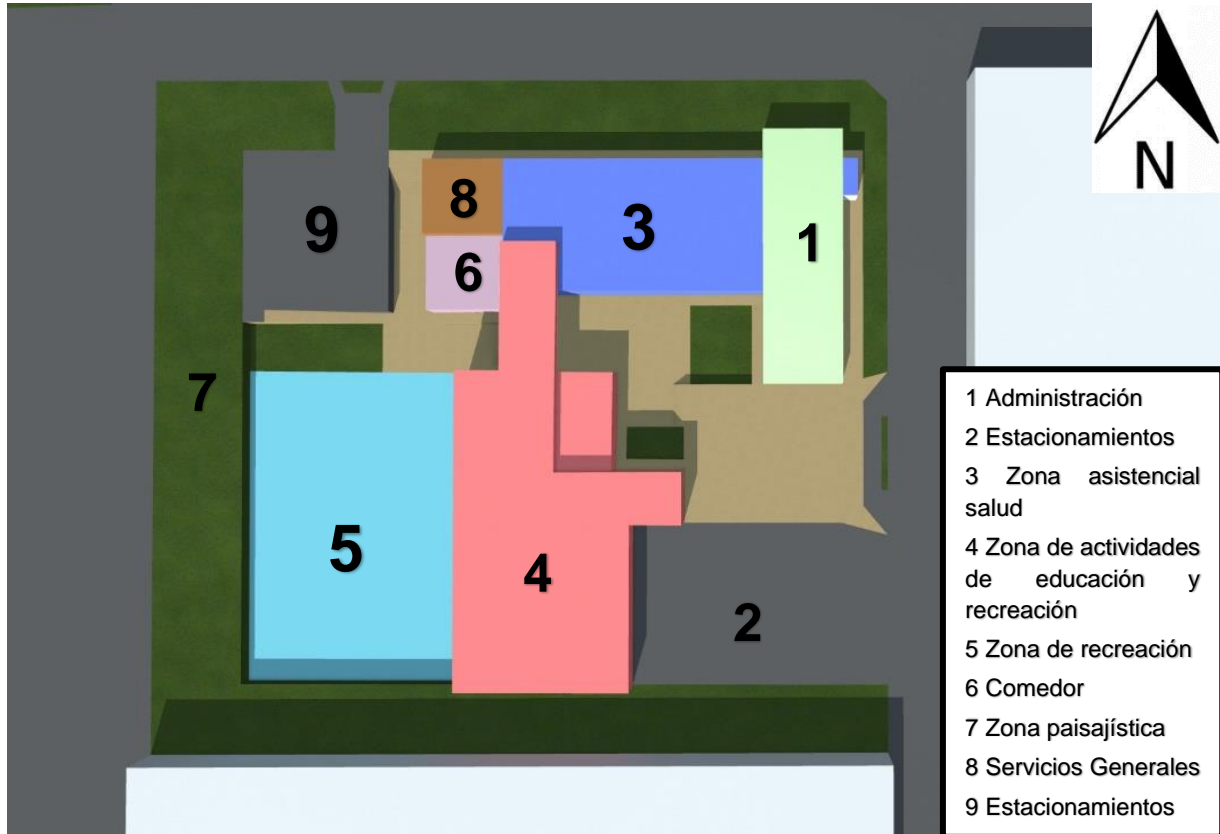 N
8
3
9
1
6
7
5
4
2
1 Administración
2 Estacionamientos
3 Zona asistencial
salud
4 Zona de actividades
de educación y
recreación
5 Zona de recreación
6 Comedor
7 Zona paisajística
8 Servicios Generales
9 Estacionamientos